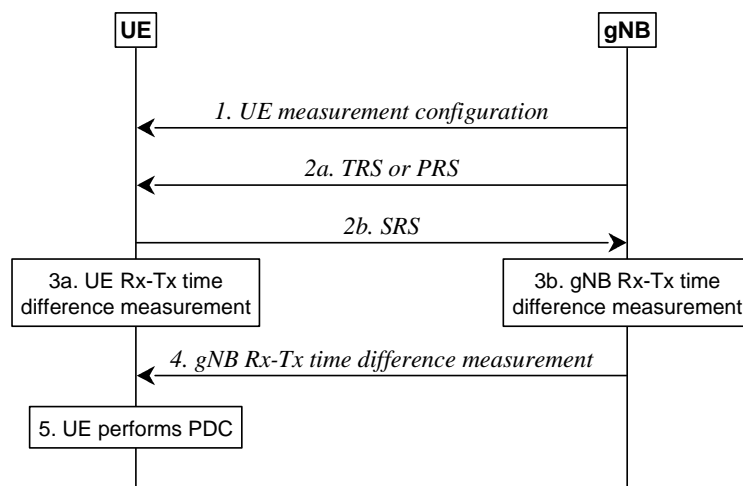 UE
gNB
1. UE measurement configuration
2a. TRS or PRS
2b. SRS
3a. UE Rx-Tx time
difference measurement
3b. gNB Rx-Tx time
difference measurement
4. gNB Rx-Tx time difference measurement
5. UE performs PDC